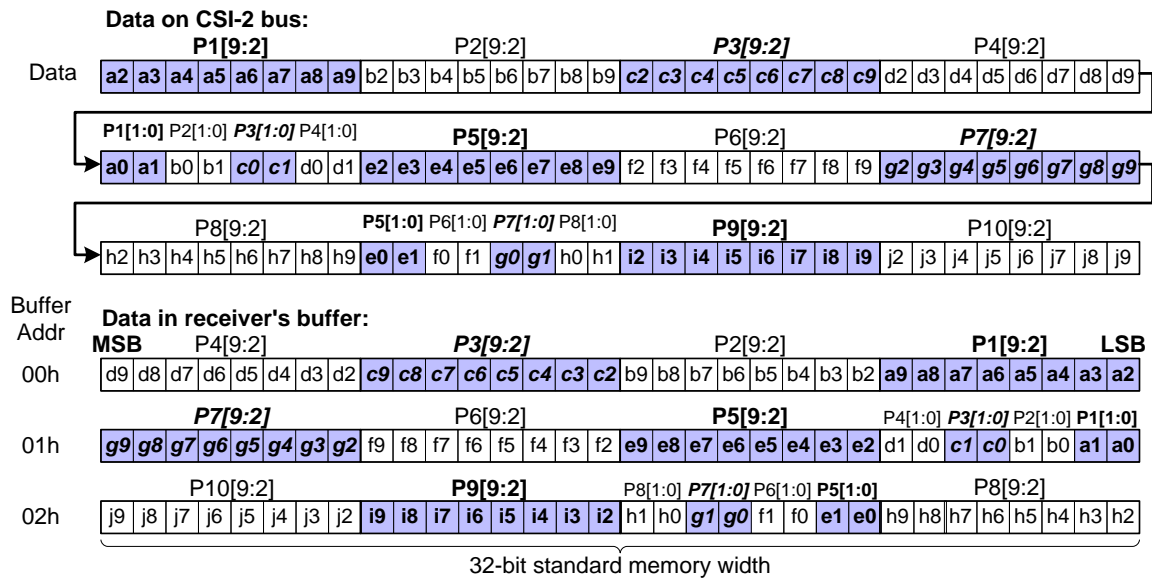 Data on CSI-2 bus:
P1[9:2] P2[9:2] P3[9:2] P4[9:2]
Data a2 a3 a4 a5 a6 a7 a8 a9 b2 b3 b4 b5 b6 b7 b8 b9 c2 c3 c4 c5 c6 c7 c8 c9 d2 d3 d4 d5 d6 d7 d8 d9
P1[1:0] P2[1:0] P3[1:0] P4[1:0] P5[9:2] P6[9:2] P7[9:2]
a0 a1 b0 b1 c0 c1 d0 d1 e2 e3 e4 e5 e6 e7 e8 e9 f2 f3 f4 f5 f6 f7 f8 f9 g2 g3 g4 g5 g6 g7 g8 g9
P8[9:2] P5[1:0] P6[1:0] P7[1:0] P8[1:0] P9[9:2] P10[9:2]
h2 h3 h4 h5 h6 h7 h8 h9 e0 e1 f0 f1 g0 g1 h0 h1 i2 i3 i4 i5 i6 i7 i8 i9 j2 j3 j4 j5 j6 j7 j8 j9
Buffer
Addr
Data in receiver's buffer:
MSB P4[9:2] P3[9:2] P2[9:2] P1[9:2] LSB
00h d9 d8 d7 d6 d5 d4 d3 d2 c9 c8 c7 c6 c5 c4 c3 c2 b9 b8 b7 b6 b5 b4 b3 b2 a9 a8 a7 a6 a5 a4 a3 a2
P7[9:2] P6[9:2] P5[9:2] P4[1:0] P3[1:0] P2[1:0] P1[1:0]
01h g9 g8 g7 g6 g5 g4 g3 g2 f9 f8 f7 f6 f5 f4 f3 f2 e9 e8 e7 e6 e5 e4 e3 e2 d1 d0 c1 c0 b1 b0 a1 a0
P10[9:2] P9[9:2] P8[1:0] P7[1:0] P6[1:0] P5[1:0] P8[9:2]
02h j9 j8 j7 j6 j5 j4 j3 j2 i9 i8 i7 i6 i5 i4 i3 i2 h1 h0 g1 g0 f1 f0 e1 e0 h9 h8 h7 h6 h5 h4 h3 h2
32-bit standard memory width